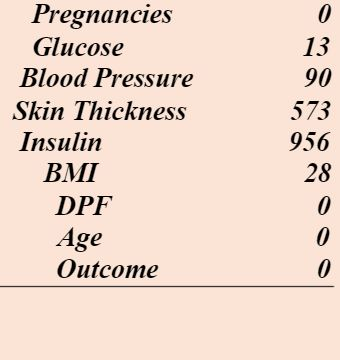 Pregnancies 0
Glucose 13
Blood Pressure 90
Skin Thickness 573
Insulin 956
BMI 28
DPF 0
Age 0
Outcome 0